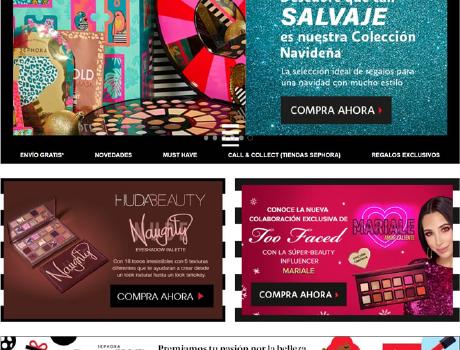 Descubre qué tan
SALVAJE
es nuestra Colección
Navideña
La selección ideal de regalos para
una navidad con mucho estilo
COMPRA AHORA
SEPHORA
ENVÍO GRATIS*
NOVEDADES
MUST HAVE
CALL & COLLECT (TIENDAS SEPHORA)
REGALOS EXCLUSIVOS
HUDABEAUTY
Naughty
EYESHADOW PALETTE
Con 18 tonos irresistibles con 5 texturas
diferentes que te ayudaran a crear desde
un look natural hasta un look smokey.
COMPRA AHORA
Naughty
CONOCE LA NUEVA
COLABORACIÓN EXCLUSIVA DE
Too Faced
CON LA SÚPER-BEAUTY
INFLUENCER
MARIALE
COMPRA AHORA
MARIALE
SEPHORA
Premiamos tu pasión por la belleza